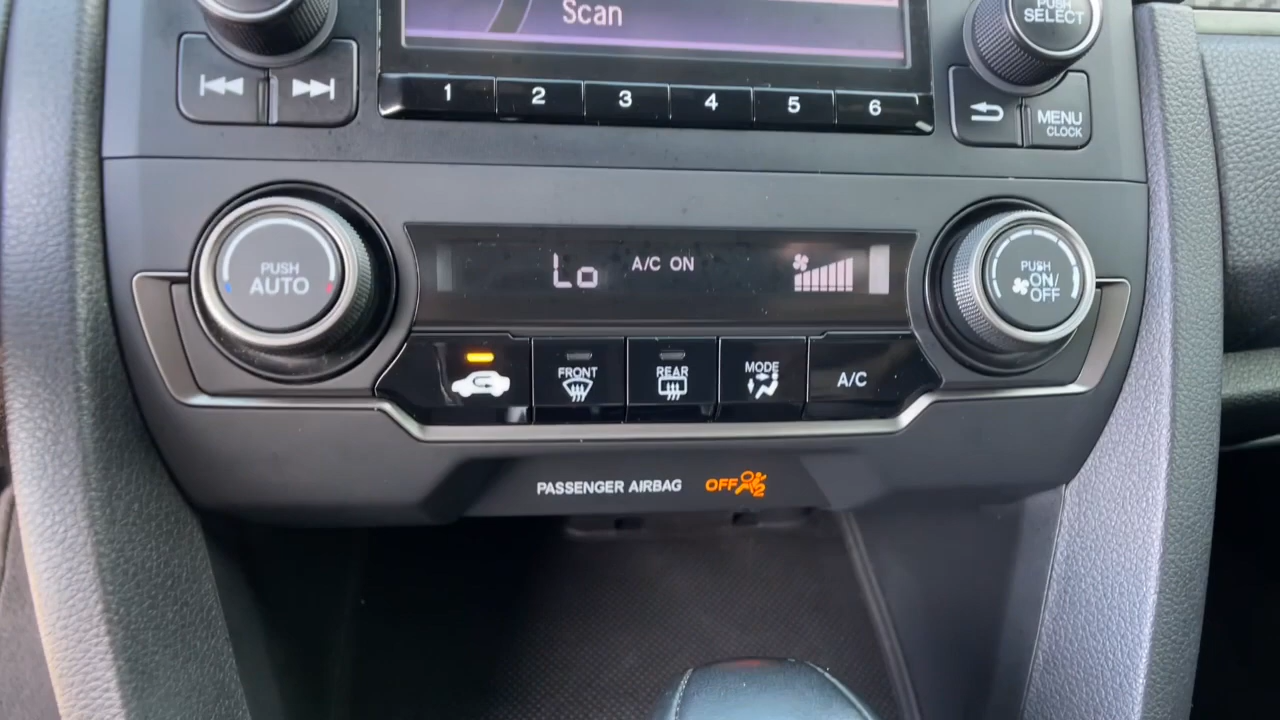 Scan
PUSH
SELECT
1 2 3 4 5 6
MENU
CLOCK
PUSH
AUTO
Lo A/C ON
PUSH
ON/
OFF
FRONT
REAR
MODE
A/C
PASSENGER AIRBAG OFF
2